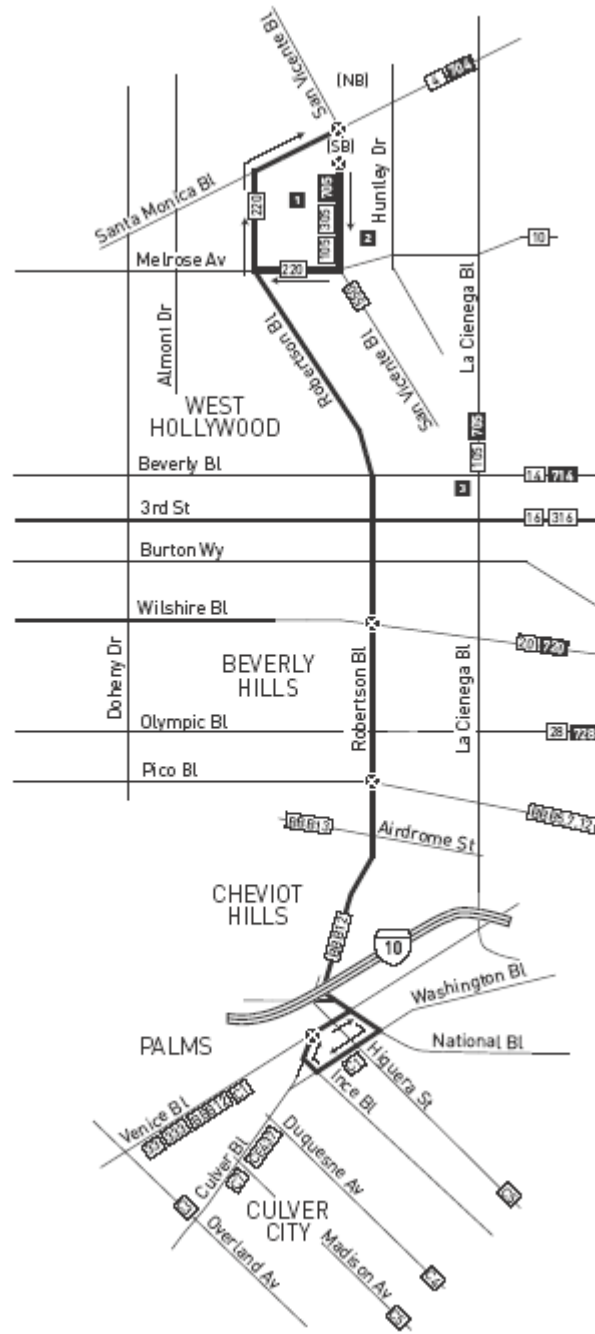 San Vicente Bl
(NB)
4 704
(SB)
Santa Monica Bl
Huntley Dr
1
2
220
105 305 705
10
Melrose Av
220
La Cienega Bl
Almont Dr
Robertson Bl
San Vicente Bl
WEST
HOLLYWOOD
105 705
Beverly Bl
3
14 714
3rd St
16 316
Burton Wy
Wilshire Bl
20 720
BEVERLY
HILLS
Doheny Dr
Robertson Bl
La Cienega Bl
Olympic Bl
28 728
Pico Bl
Airdrome St
CHEVIOT
HILLS
BBB12
10
Washington Bl
National Bl
PALMS
Higuera St
Ince Bl
Venice Bl
Culver Bl
Duquesne Av
CULVER
CITY
Overland Av
Madison Av
C4
C5